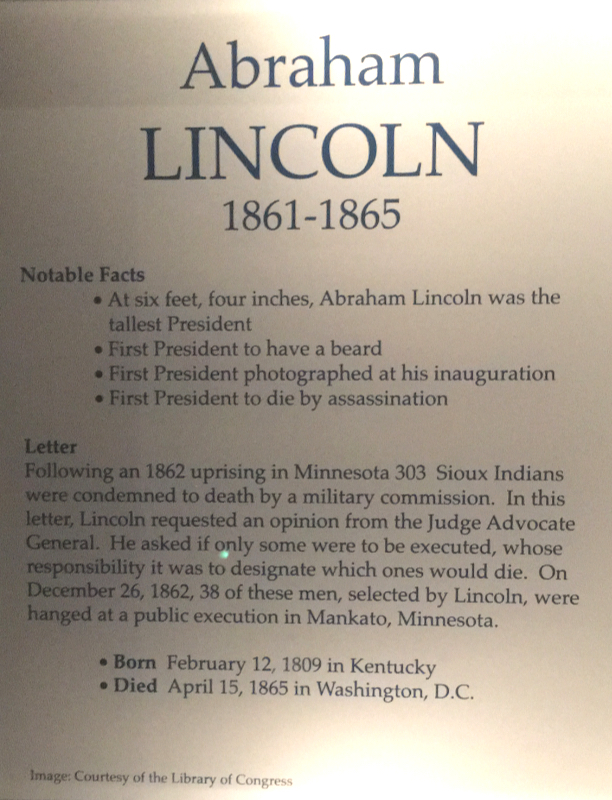 Abraham
LINCOLN
1861-1865
Notable Facts
• At six feet, four inches, Abraham Lincoln was the
tallest President
• First President to have a beard
• First President photographed at his inauguration
• First President to die by assassination
Letter
Following an 1862 uprising in Minnesota 303 Sioux Indians
were condemned to death by a military commission. In this
letter, Lincoln requested an opinion from the Judge Advocate
General. He asked if only some were to be executed, whose
responsibility it was to designate which ones would die. On
December 26, 1862, 38 of these men, selected by Lincoln, were
hanged at a public execution in Mankato, Minnesota.
• Born February 12, 1809 in Kentucky
• Died April 15, 1865 in Washington, D.C.
Image: Courtesy of the Library of Congress